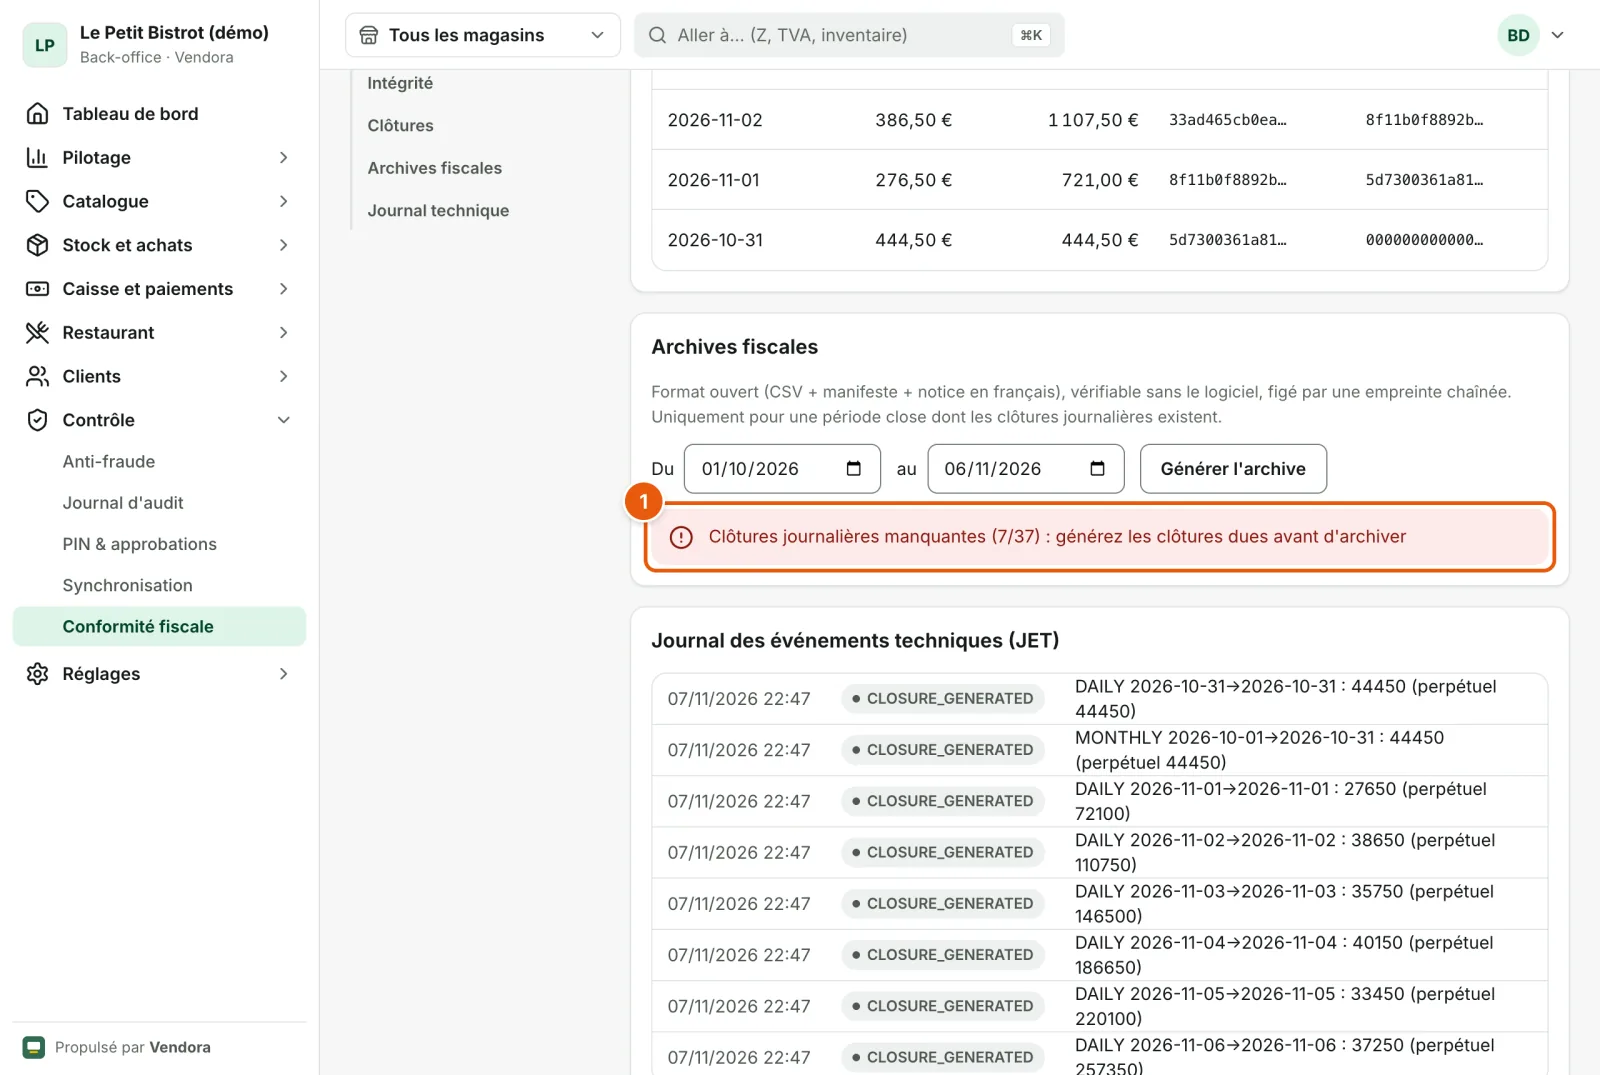 LP
Le Petit Bistrot (démo)
Back-office · Vendora
Tous les magasins
Aller à... (Z, TVA, inventaire)
⌘K
BD
Tableau de bord
Pilotage
Catalogue
Stock et achats
Caisse et paiements
Restaurant
Clients
Contrôle
Anti-fraude
Journal d'audit
PIN & approbations
Synchronisation
Conformité fiscale
Réglages
Propulsé par Vendora
Intégrité
Clôtures
Archives fiscales
Journal technique
2026-11-02 386,50 € 1 107,50 € 33ad465cb0ea… 8f11b0f8892b…
2026-11-01 276,50 € 721,00 € 8f11b0f8892b… 5d7300361a81…
2026-10-31 444,50 € 444,50 € 5d7300361a81… 000000000000…
Archives fiscales
Format ouvert (CSV + manifeste + notice en français), vérifiable sans le logiciel, figé par une empreinte chaînée.
Uniquement pour une période close dont les clôtures journalières existent.
Du 01/10/2026 au 06/11/2026 Générer l'archive
1
Clôtures journalières manquantes (7/37) : générez les clôtures dues avant d'archiver
Journal des événements techniques (JET)
07/11/2026 22:47 CLOSURE_GENERATED DAILY 2026-10-31→2026-10-31 : 44450 (perpétuel
44450)
07/11/2026 22:47 CLOSURE_GENERATED MONTHLY 2026-10-01→2026-10-31 : 44450
(perpétuel 44450)
07/11/2026 22:47 CLOSURE_GENERATED DAILY 2026-11-01→2026-11-01 : 27650 (perpétuel
72100)
07/11/2026 22:47 CLOSURE_GENERATED DAILY 2026-11-02→2026-11-02 : 38650 (perpétuel
110750)
07/11/2026 22:47 CLOSURE_GENERATED DAILY 2026-11-03→2026-11-03 : 35750 (perpétuel
146500)
07/11/2026 22:47 CLOSURE_GENERATED DAILY 2026-11-04→2026-11-04 : 40150 (perpétuel
186650)
07/11/2026 22:47 CLOSURE_GENERATED DAILY 2026-11-05→2026-11-05 : 33450 (perpétuel
220100)
07/11/2026 22:47 CLOSURE_GENERATED DAILY 2026-11-06→2026-11-06 : 37250 (perpétuel
257350)